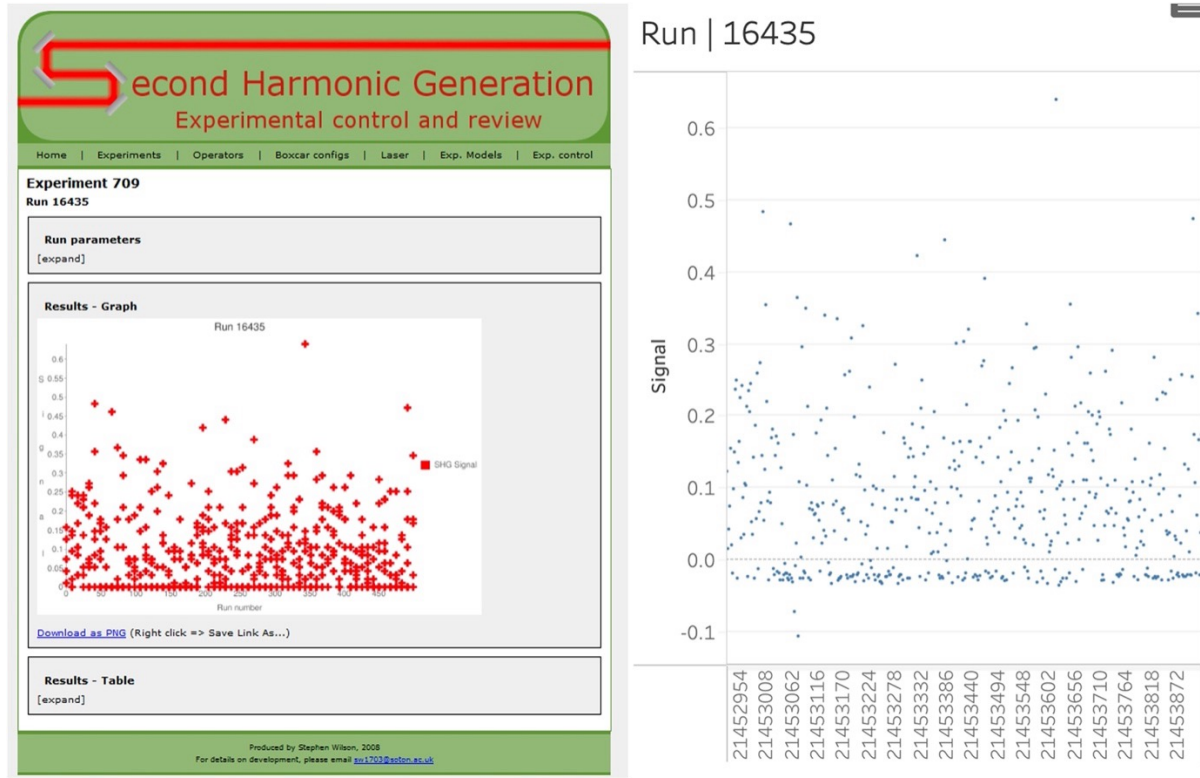 econd Harmonic Generation
Experimental control and review
Home | Experiments | Operators | Boxcar configs | Laser | Exp. Models | Exp. control
Experiment 709
Run 16435
Run parameters
[expand]
Results - Graph
Run 16435
0.6
0.55
0.5
0.45
0.4
0.35
0.3
0.25
0.2
0.15
0.1
0.05
0
S i g n a l
0 50 100 150 200 250 300 350 400 450
Run number
SHG Signal
Download as PNG (Right click => Save Link As...)
Results - Table
[expand]
Produced by Stephen Wilson, 2008
For details on development, please email sw1703@soton.ac.uk
Run | 16435
Signal
0.6
0.5
0.4
0.3
0.2
0.1
0.0
-0.1
21452954
21453008
21453062
21453116
21453170
21453224
21453278
21453332
21453386
21453440
21453494
21453548
21453602
21453656
21453710
21453764
21453818
21453872